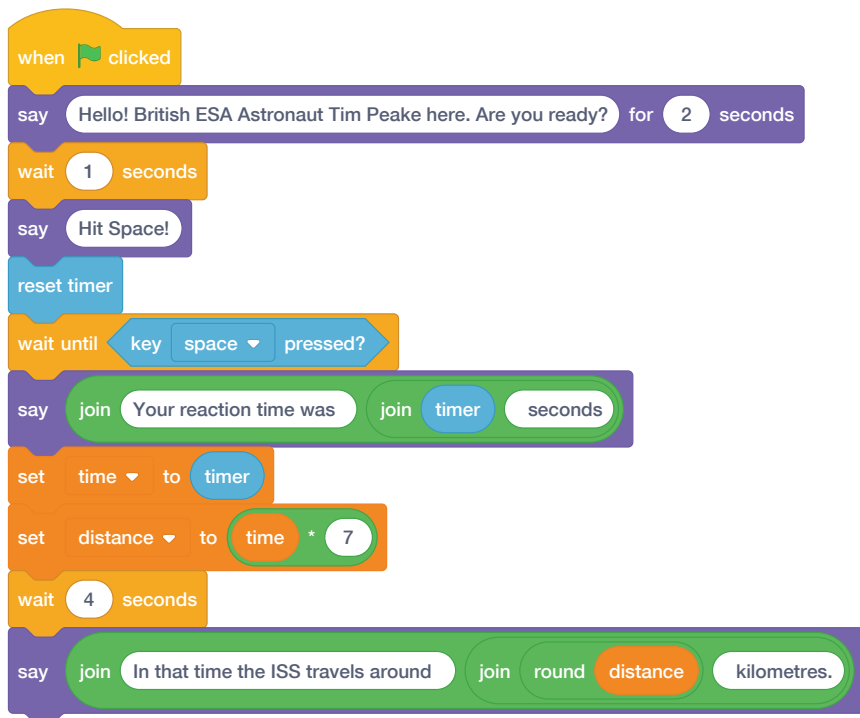 when clicked
say Hello! British ESA Astronaut Tim Peake here. Are you ready? for 2 seconds
wait 1 seconds
say Hit Space!
reset timer
wait until key space pressed?
say join Your reaction time was join timer seconds
set time to timer
set distance to time * 7
wait 4 seconds
say join In that time the ISS travels around join round distance kilometres.